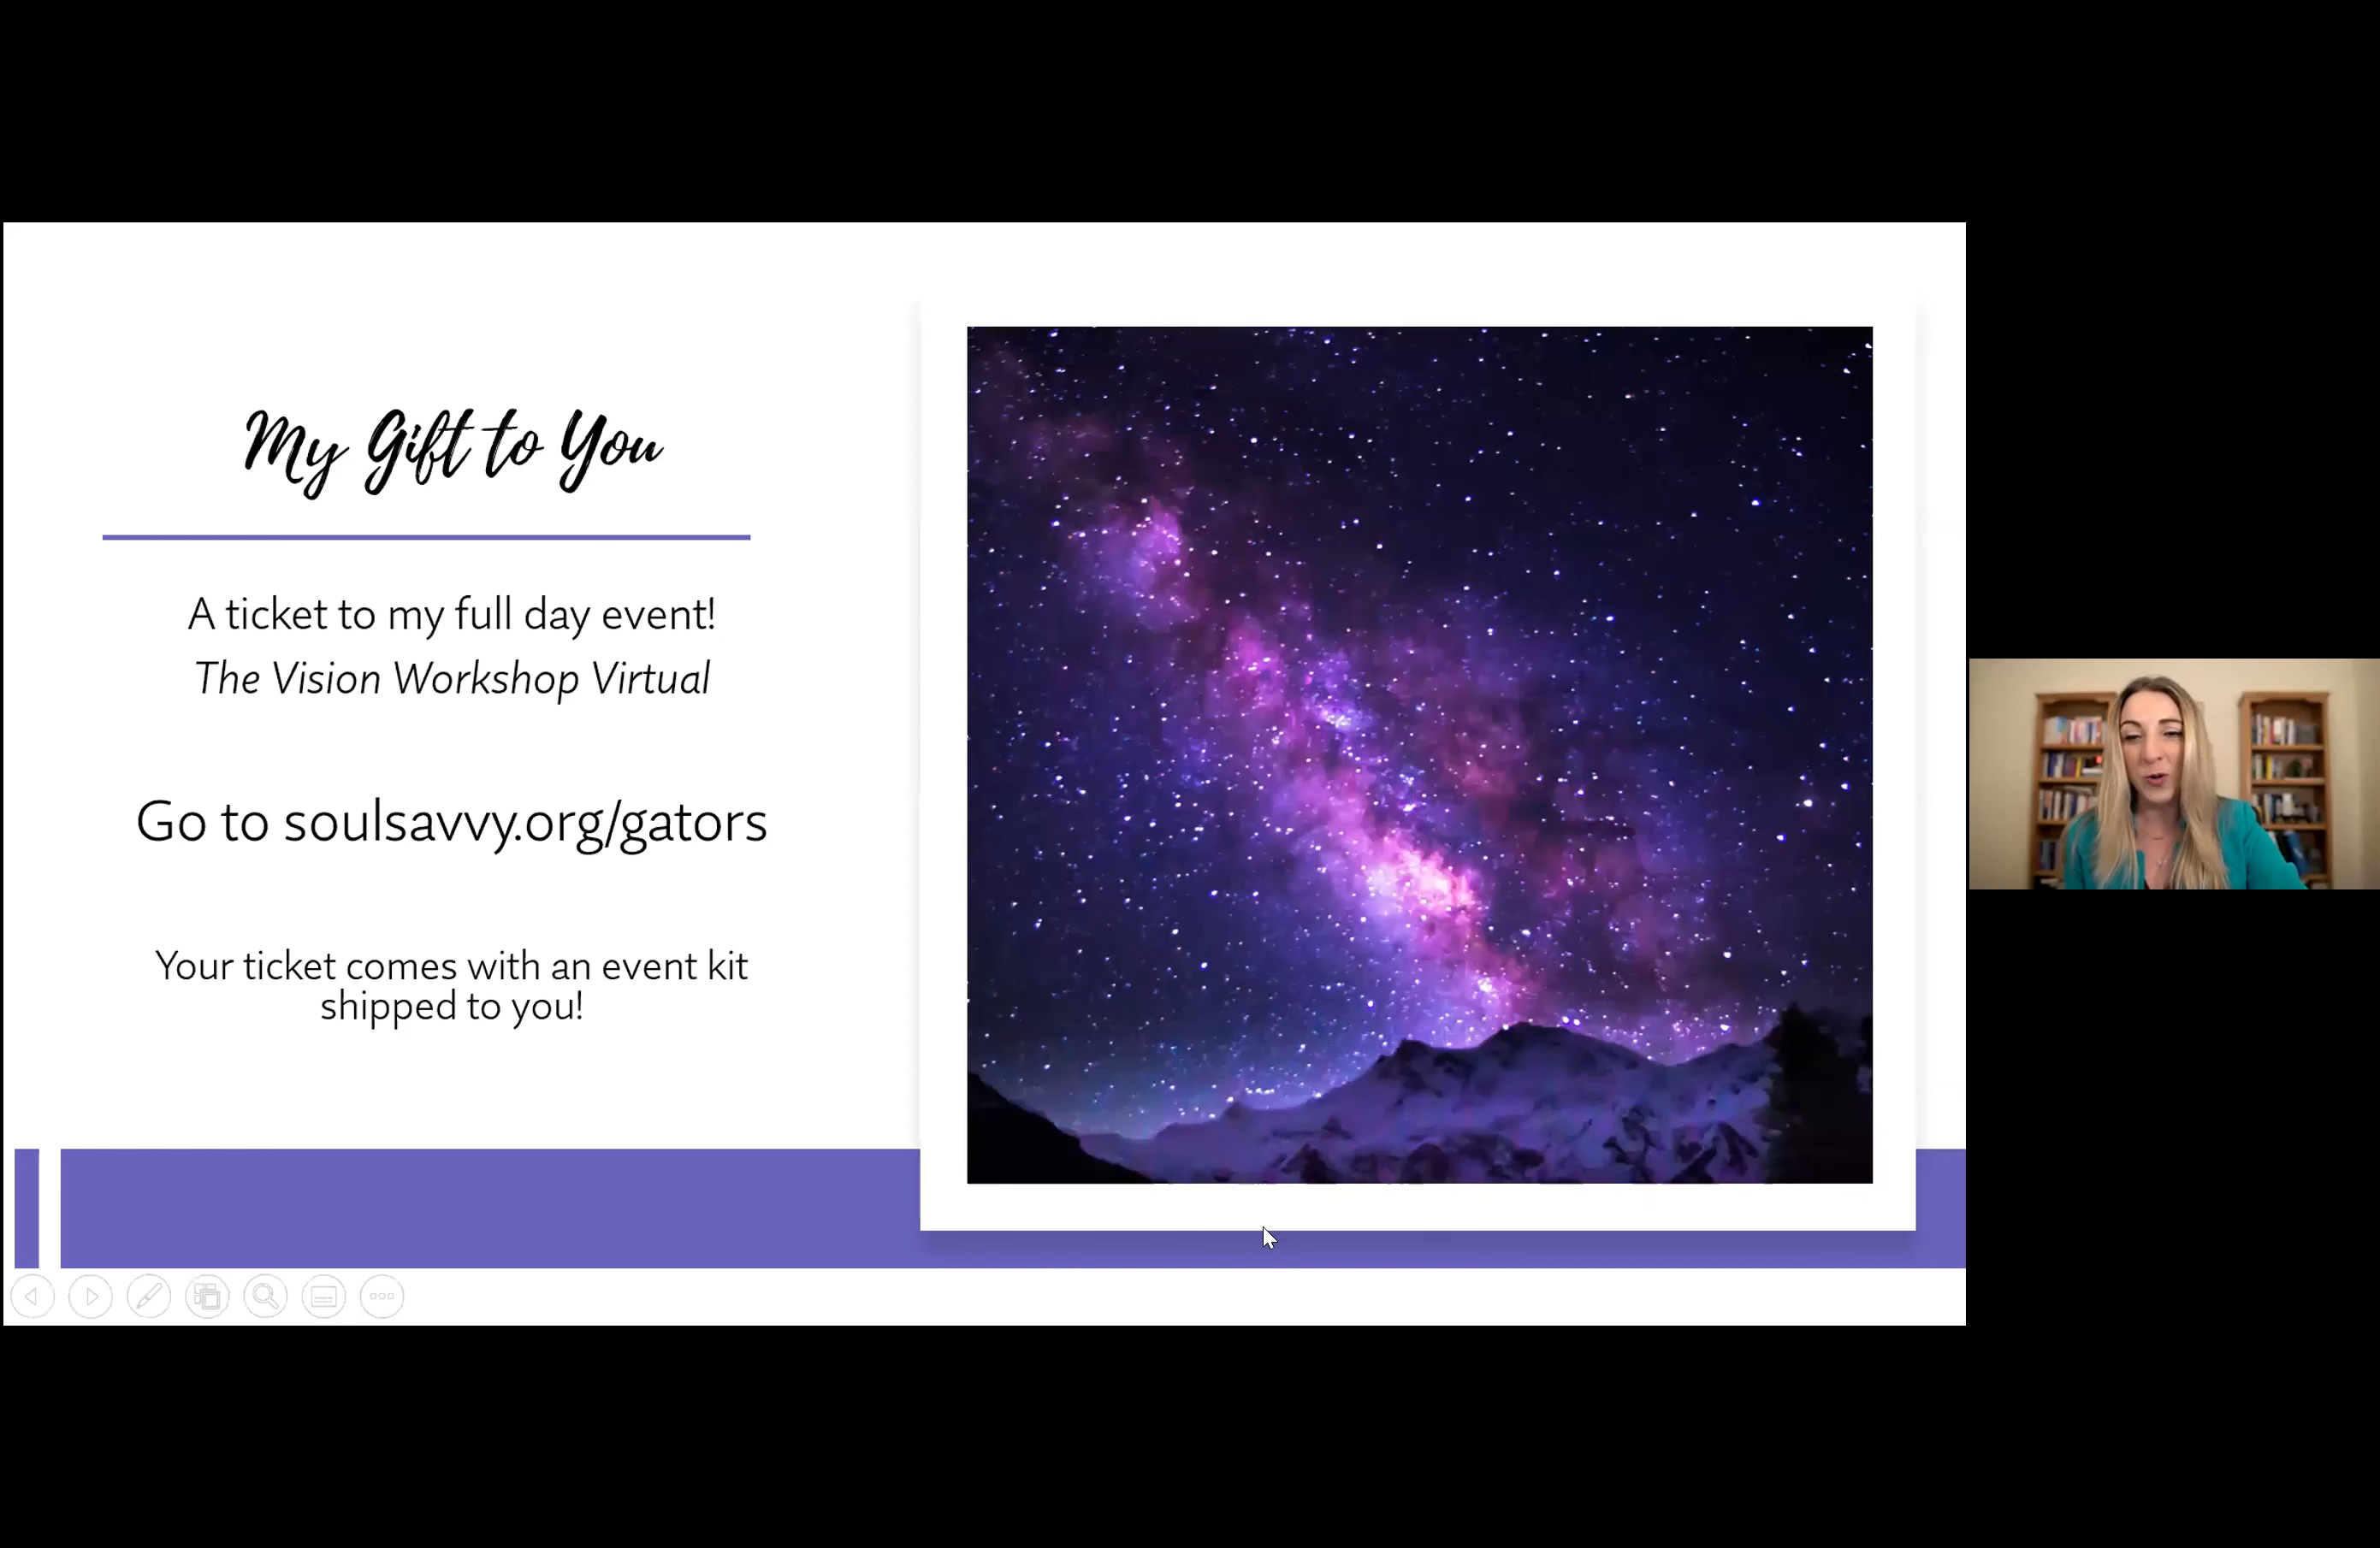 My Gift to You
A ticket to my full day event!
The Vision Workshop Virtual
Go to soulsavvy.org/gators
Your ticket comes with an event kit
shipped to you!